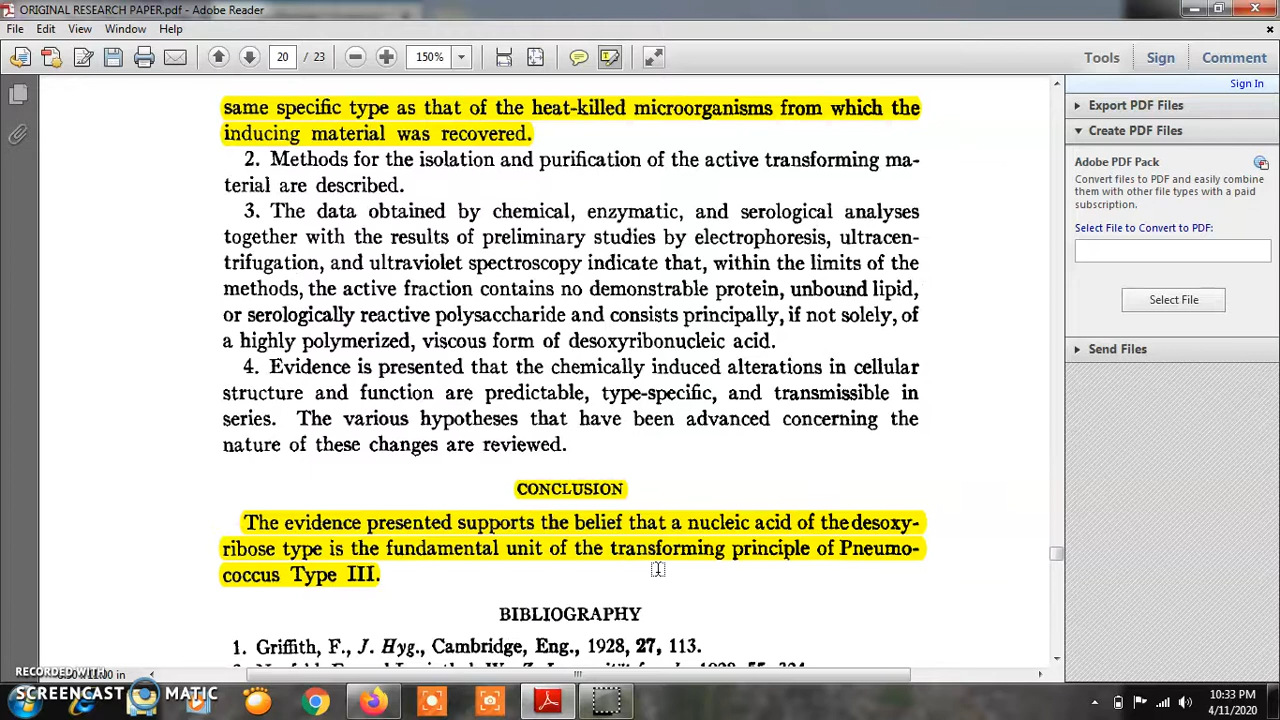 ORIGINAL RESEARCH PAPER.pdf - Adobe Reader
File Edit View Window Help
20 / 23 150% Tools Sign Comment
Sign In
Export PDF Files
Create PDF Files
Adobe PDF Pack
Convert files to PDF and easily combine
them with other file types with a paid
subscription.
Select File to Convert to PDF:
Select File
Send Files
same specific type as that of the heat-killed microorganisms from which the
inducing material was recovered.
2. Methods for the isolation and purification of the active transforming ma-
terial are described.
3. The data obtained by chemical, enzymatic, and serological analyses
together with the results of preliminary studies by electrophoresis, ultracen-
trifugation, and ultraviolet spectroscopy indicate that, within the limits of the
methods, the active fraction contains no demonstrable protein, unbound lipid,
or serologically reactive polysaccharide and consists principally, if not solely, of
a highly polymerized, viscous form of desoxyribonucleic acid.
4. Evidence is presented that the chemically induced alterations in cellular
structure and function are predictable, type-specific, and transmissible in
series. The various hypotheses that have been advanced concerning the
nature of these changes are reviewed.
CONCLUSION
The evidence presented supports the belief that a nucleic acid of the desoxy-
ribose type is the fundamental unit of the transforming principle of Pneumo-
coccus Type III.
BIBLIOGRAPHY
1. Griffith, F., J. Hyg., Cambridge, Eng., 1928, 27, 113.
RECORDED WITH
SCREENCAST MATIC
10:33 PM
4/11/2020